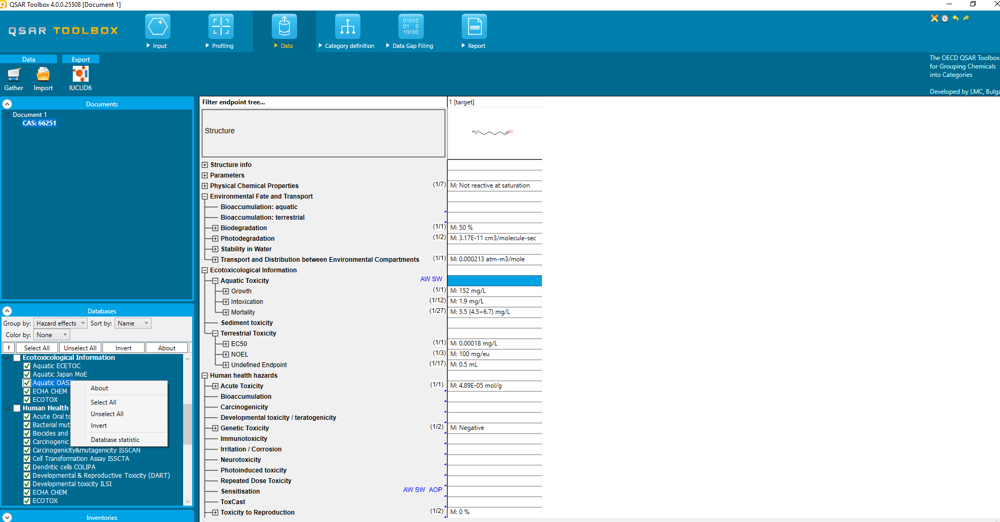 QSAR Toolbox 4.0.0.25508 [Document 1]
QSAR TOOLBOX
Input
Profiling
Data
Category definition
01010
01 0
10100
Data Gap Filling
Report
Data
Export
Gather
Import
IUCLID6
The OECD QSAR Toolbox
for Grouping Chemicals
into Categories
Developed by LMC, Bulga
Documents
Document 1
CAS: 66251
Databases
Group by: Hazard effects Sort by: Name
Color by: None
f Select All Unselect All Invert About
Ecotoxicological Information
Aquatic ECETOC
Aquatic Japan MoE
Aquatic OASI
ECHA CHEM
ECOTOX
Human Health
Acute Oral to
Bacterial mut
Biocides and
Carcinogenic
Carcinogenicity&mutagenicity ISSCAN
Cell Transformation Assay ISSCTA
Dendritic cells COLIPA
Developmental & Reproductive Toxicity (DART)
Developmental toxicity ILSI
ECHA CHEM
ECOTOX
About
Select All
Unselect All
Invert
Database statistic
Inventories
Filter endpoint tree...
1 [target]
Structure
H3C O
Structure info
Parameters
Physical Chemical Properties (1/7) M: Not reactive at saturation
Environmental Fate and Transport
Bioaccumulation: aquatic
Bioaccumulation: terrestrial
Biodegradation (1/1) M: 50 %
Photodegradation (1/2) M: 3.17E-11 cm3/molecule-sec
Stability in Water
Transport and Distribution between Environmental Compartments (1/1) M: 0.000213 atm-m3/mole
Ecotoxicological Information
Aquatic Toxicity AW SW
Growth (1/1) M: 152 mg/L
Intoxication (1/12) M: 1.9 mg/L
Mortality (1/27) M: 5.5 (4.5÷6.7) mg/L
Sediment toxicity
Terrestrial Toxicity
EC50 (1/1) M: 0.00018 mg/L
NOEL (1/3) M: 100 mg/eu
Undefined Endpoint (1/17) M: 0.5 mL
Human health hazards
Acute Toxicity (1/1) M: 4.89E-05 mol/g
Bioaccumulation
Carcinogenicity
Developmental toxicity / teratogenicity
Genetic Toxicity (1/2) M: Negative
Immunotoxicity
Irritation / Corrosion
Neurotoxicity
Photoinduced toxicity
Repeated Dose Toxicity
Sensitisation AW SW AOP
ToxCast
Toxicity to Reproduction (1/2) M: 0 %